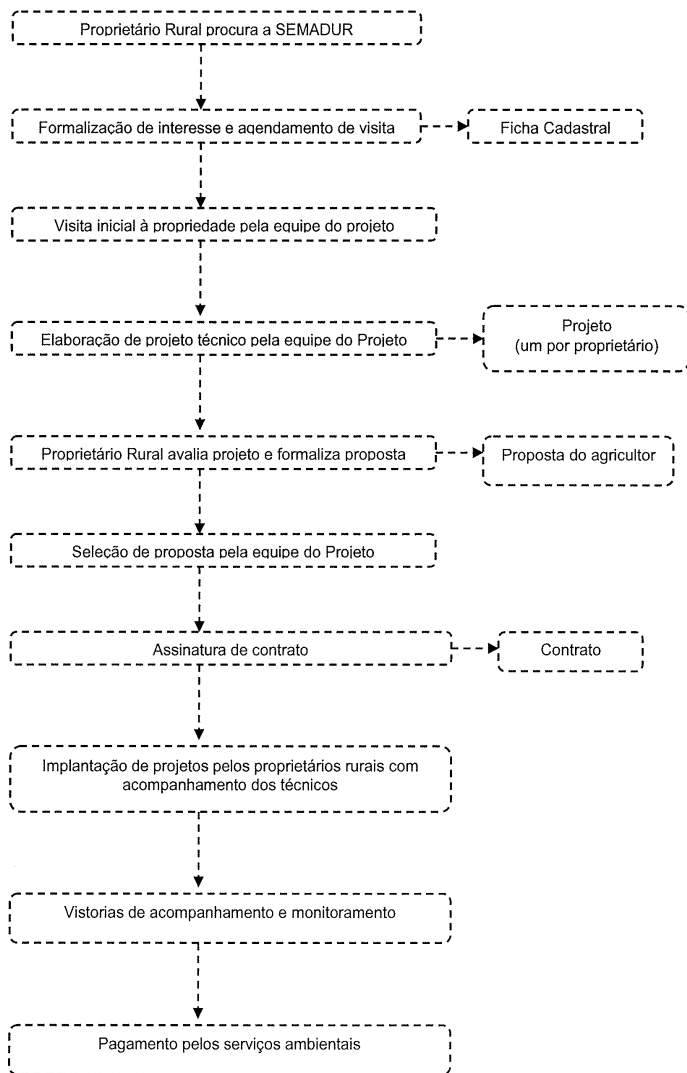 Proprietário Rural procura a SEMADUR
Formalização de interesse e agendamento de visita
Ficha Cadastral
Visita inicial à propriedade pela equipe do projeto
Elaboração de projeto técnico pela equipe do Projeto
Projeto
(um por proprietário)
Proprietário Rural avalia projeto e formaliza proposta
Proposta do agricultor
Seleção de proposta pela equipe do Projeto
Assinatura de contrato
Contrato
Implantação de projetos pelos proprietários rurais com
acompanhamento dos técnicos
Vistorias de acompanhamento e monitoramento
Pagamento pelos serviços ambientais